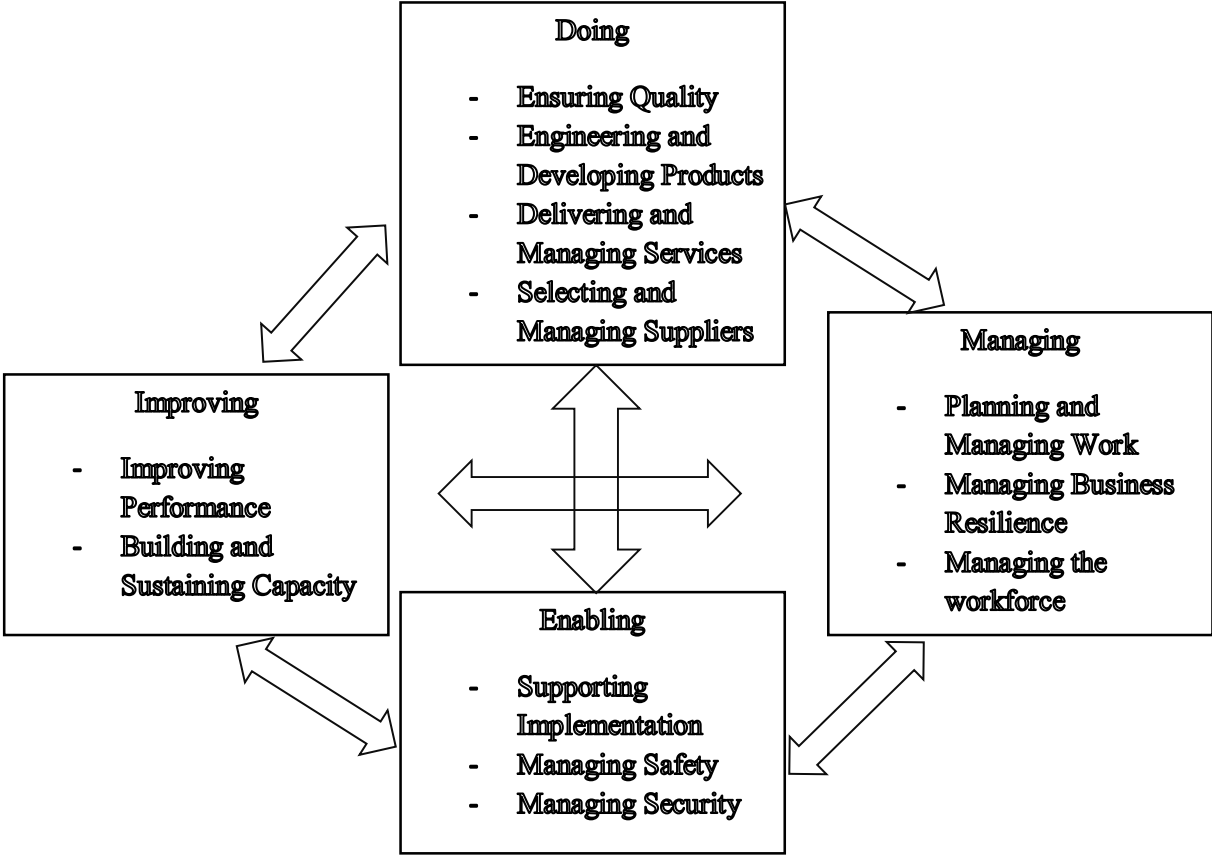 Doing
- Ensuring Quality
- Engineering and
Developing Products
- Delivering and
Managing Services
- Selecting and
Managing Suppliers
Managing
- Planning and
Managing Work
- Managing Business
Resilience
- Managing the
workforce
Improving
- Improving
Performance
- Building and
Sustaining Capacity
Enabling
- Supporting
Implementation
- Managing Safety
- Managing Security